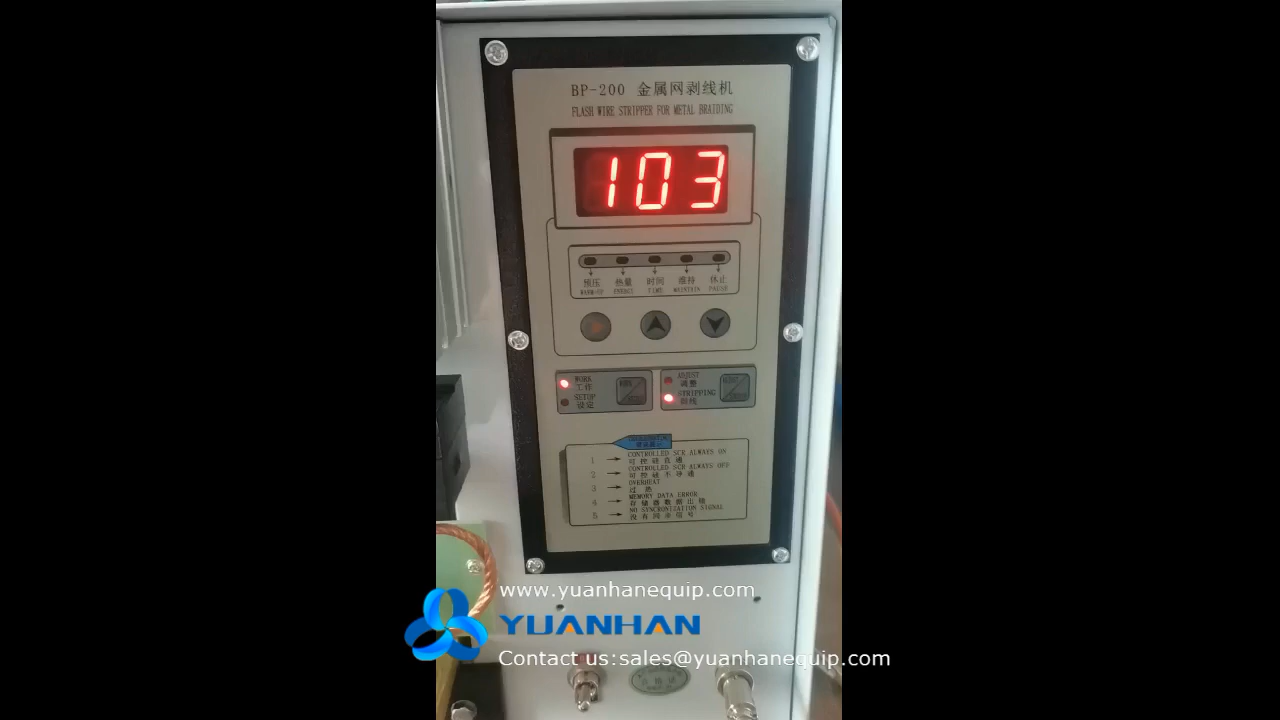 BP-200 金属网剥线机
FLASH WIRE STRIPPER FOR METAL BRAIDING
103
预压 热量 时间 维持 休止
WARM-UP ENERGY TIME MAINTAIN PAUSE
WORK
工作
SETUP
设定
ADJUST
调整
STRIPPING
剥线
1 → CONTROLLED SCR ALWAYS ON
可控硅直通
2 → CONTROLLED SCR ALWAYS OFF
可控硅不导通
3 → OVERHEAT
过热
4 → MEMORY DATA ERROR
存储器数据出错
5 → NO SYNCRONIZATION SIGNAL
没有同步信号
www.yuanhanequip.com
YUANHAN
Contact us:sales@yuanhanequip.com